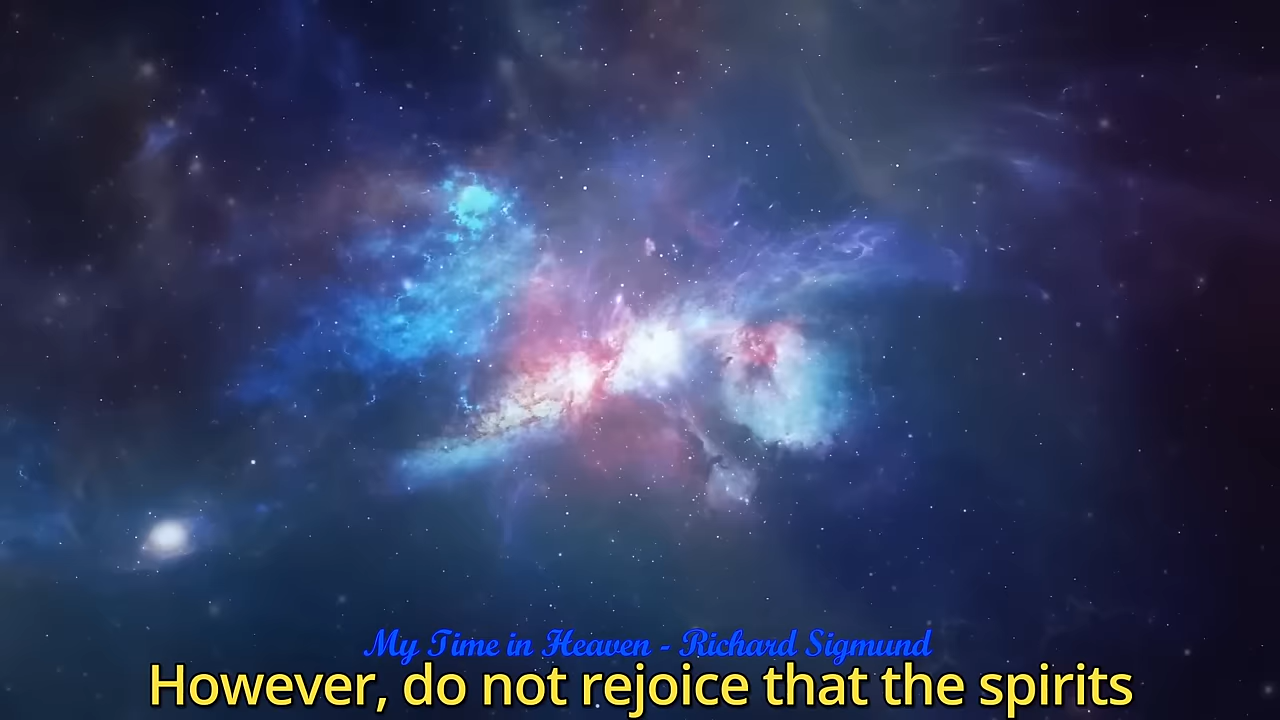 My Time in Heaven - Richard Sigmund
However, do not rejoice that the spirits